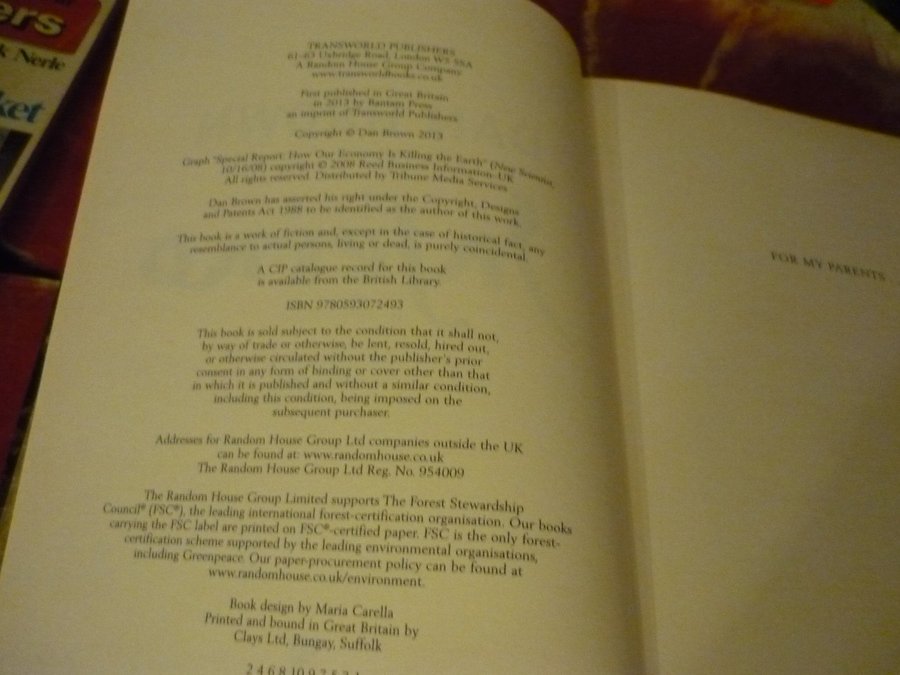 ers
k Nerle
ket
TRANSWORLD PUBLISHERS
61–63 Uxbridge Road, London W5 5SA
A Random House Group Company
www.transworldbooks.co.uk
First published in Great Britain
in 2013 by Bantam Press
an imprint of Transworld Publishers
Copyright © Dan Brown 2013
Graph "Special Report: How Our Economy Is Killing the Earth" (New Scientist,
10/16/08) copyright © 2008 Reed Business Information-UK.
All rights reserved. Distributed by Tribune Media Services
Dan Brown has asserted his right under the Copyright, Designs
and Patents Act 1988 to be identified as the author of this work.
This book is a work of fiction and, except in the case of historical fact, any
resemblance to actual persons, living or dead, is purely coincidental.
A CIP catalogue record for this book
is available from the British Library.
ISBN 9780593072493
This book is sold subject to the condition that it shall not,
by way of trade or otherwise, be lent, resold, hired out,
or otherwise circulated without the publisher's prior
consent in any form of binding or cover other than that
in which it is published and without a similar condition,
including this condition, being imposed on the
subsequent purchaser.
Addresses for Random House Group Ltd companies outside the UK
can be found at: www.randomhouse.co.uk
The Random House Group Ltd Reg. No. 954009
The Random House Group Limited supports The Forest Stewardship
Council® (FSC®), the leading international forest-certification organisation. Our books
carrying the FSC label are printed on FSC®-certified paper. FSC is the only forest-
certification scheme supported by the leading environmental organisations,
including Greenpeace. Our paper-procurement policy can be found at
www.randomhouse.co.uk/environment.
Book design by Maria Carella
Printed and bound in Great Britain by
Clays Ltd, Bungay, Suffolk
2 4 6 8 10 9 7 5 3 1
FOR MY PARENTS